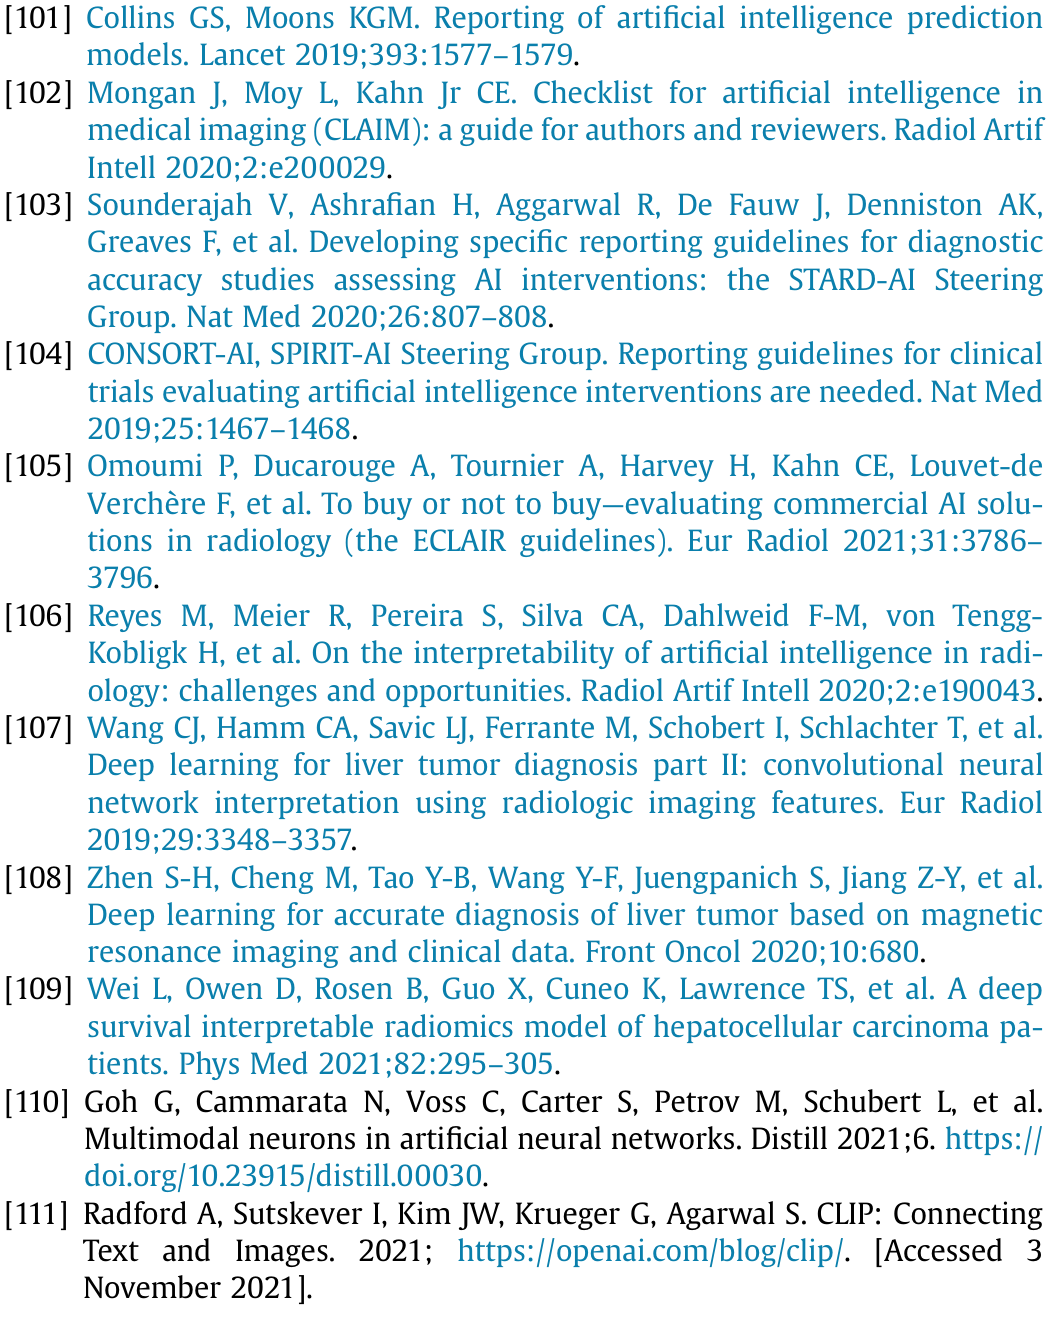 [101] Collins GS, Moons KGM. Reporting of artificial intelligence prediction
models. Lancet 2019;393:1577–1579.
[102] Mongan J, Moy L, Kahn Jr CE. Checklist for artificial intelligence in
medical imaging (CLAIM): a guide for authors and reviewers. Radiol Artif
Intell 2020;2:e200029.
[103] Sounderajah V, Ashrafian H, Aggarwal R, De Fauw J, Denniston AK,
Greaves F, et al. Developing specific reporting guidelines for diagnostic
accuracy studies assessing AI interventions: the STARD-AI Steering
Group. Nat Med 2020;26:807–808.
[104] CONSORT-AI, SPIRIT-AI Steering Group. Reporting guidelines for clinical
trials evaluating artificial intelligence interventions are needed. Nat Med
2019;25:1467–1468.
[105] Omoumi P, Ducarouge A, Tournier A, Harvey H, Kahn CE, Louvet-de
Verchère F, et al. To buy or not to buy—evaluating commercial AI solu-
tions in radiology (the ECLAIR guidelines). Eur Radiol 2021;31:3786–
3796.
[106] Reyes M, Meier R, Pereira S, Silva CA, Dahlweid F-M, von Tengg-
Kobligk H, et al. On the interpretability of artificial intelligence in radi-
ology: challenges and opportunities. Radiol Artif Intell 2020;2:e190043.
[107] Wang CJ, Hamm CA, Savic LJ, Ferrante M, Schobert I, Schlachter T, et al.
Deep learning for liver tumor diagnosis part II: convolutional neural
network interpretation using radiologic imaging features. Eur Radiol
2019;29:3348–3357.
[108] Zhen S-H, Cheng M, Tao Y-B, Wang Y-F, Juengpanich S, Jiang Z-Y, et al.
Deep learning for accurate diagnosis of liver tumor based on magnetic
resonance imaging and clinical data. Front Oncol 2020;10:680.
[109] Wei L, Owen D, Rosen B, Guo X, Cuneo K, Lawrence TS, et al. A deep
survival interpretable radiomics model of hepatocellular carcinoma pa-
tients. Phys Med 2021;82:295–305.
[110] Goh G, Cammarata N, Voss C, Carter S, Petrov M, Schubert L, et al.
Multimodal neurons in artificial neural networks. Distill 2021;6. https://
doi.org/10.23915/distill.00030.
[111] Radford A, Sutskever I, Kim JW, Krueger G, Agarwal S. CLIP: Connecting
Text and Images. 2021; https://openai.com/blog/clip/. [Accessed 3
November 2021].